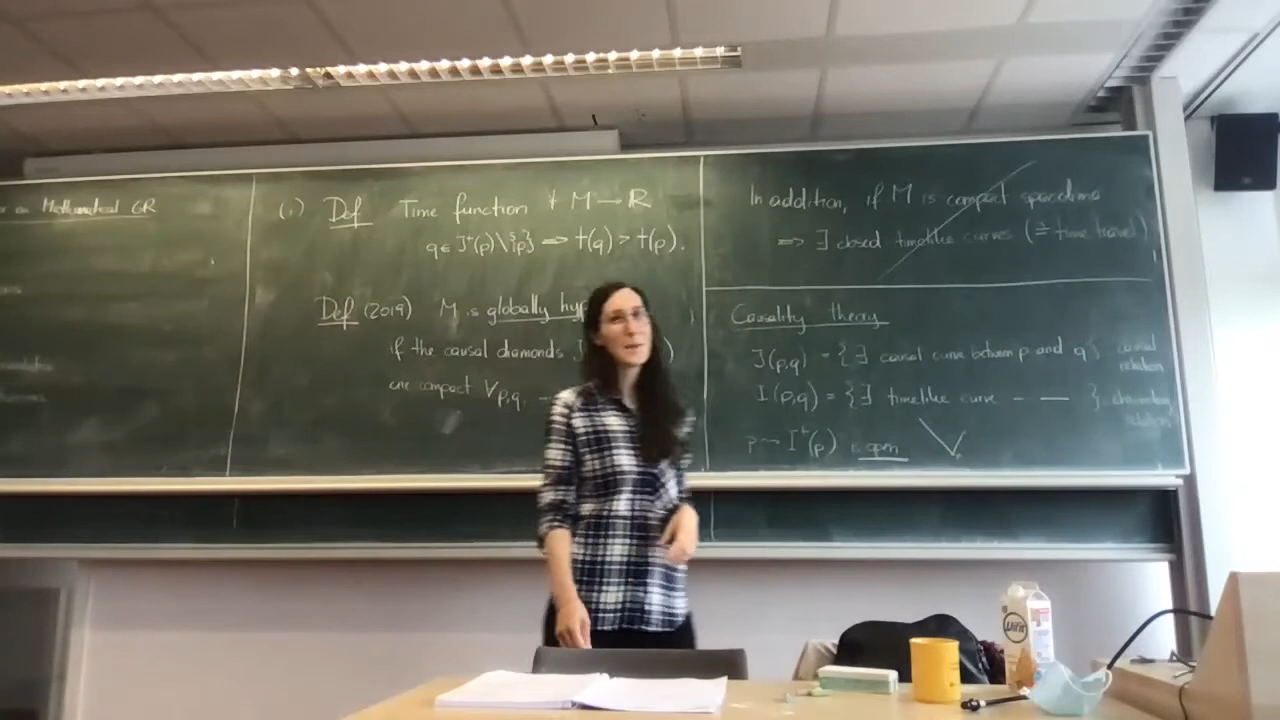 on Mathematical GR
(1) Def Time function t M → R
q ∈ J⁺(p) \ {p} ⇒ t(q) > t(p).
Def (2019) M is globally hyp
if the causal diamonds
are compact ∀p,q.
In addition, if M is compact spacetime
⇒ ∃ closed timelike curves (≙ time travel)
Causality theory
J(p,q) = {∃ causal curve between p and q} causal
relation
I(p,q) = {∃ timelike curve - — }
relation
p ⇝ I⁺(p) is open